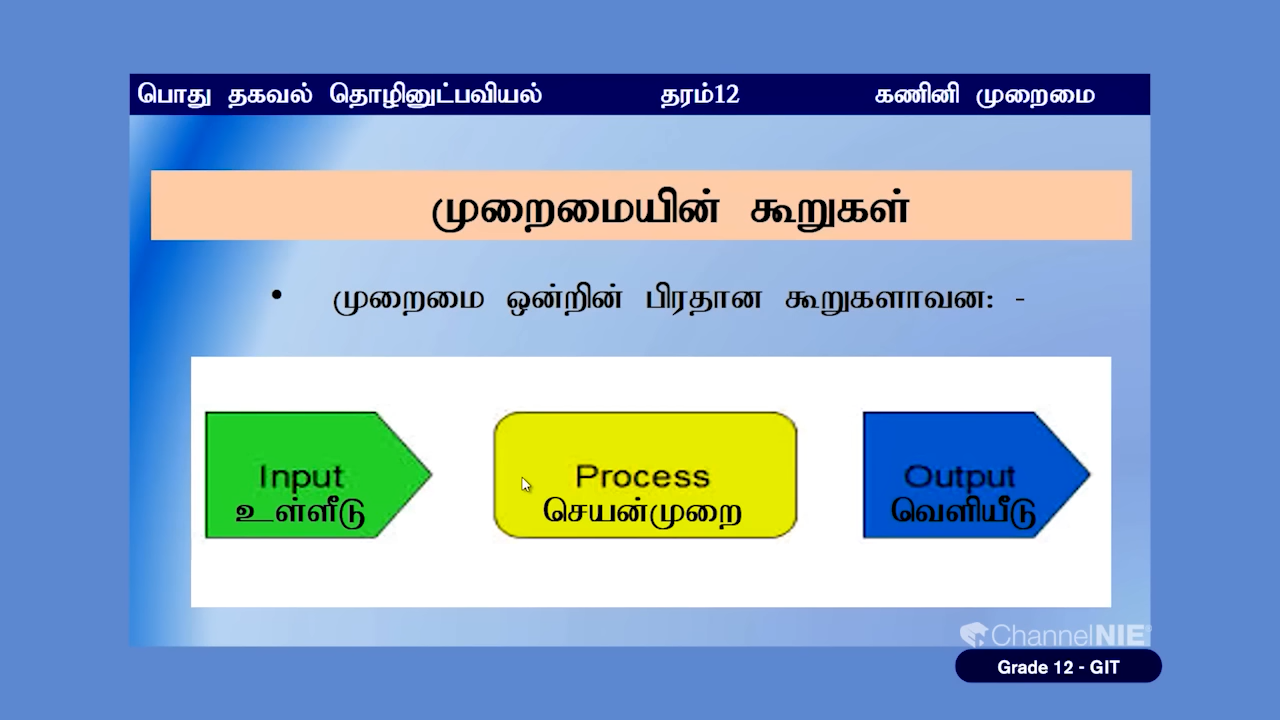 பொது தகவல் தொழினுட்பவியல் தரம்12 கணினி முறைமை
முறைமையின் கூறுகள்
• முறைமை ஒன்றின் பிரதான கூறுகளாவன: -
Input Process Output
உள்ளீடு செயன்முறை வெளியீடு
ChannelNIE
Grade 12 - GIT